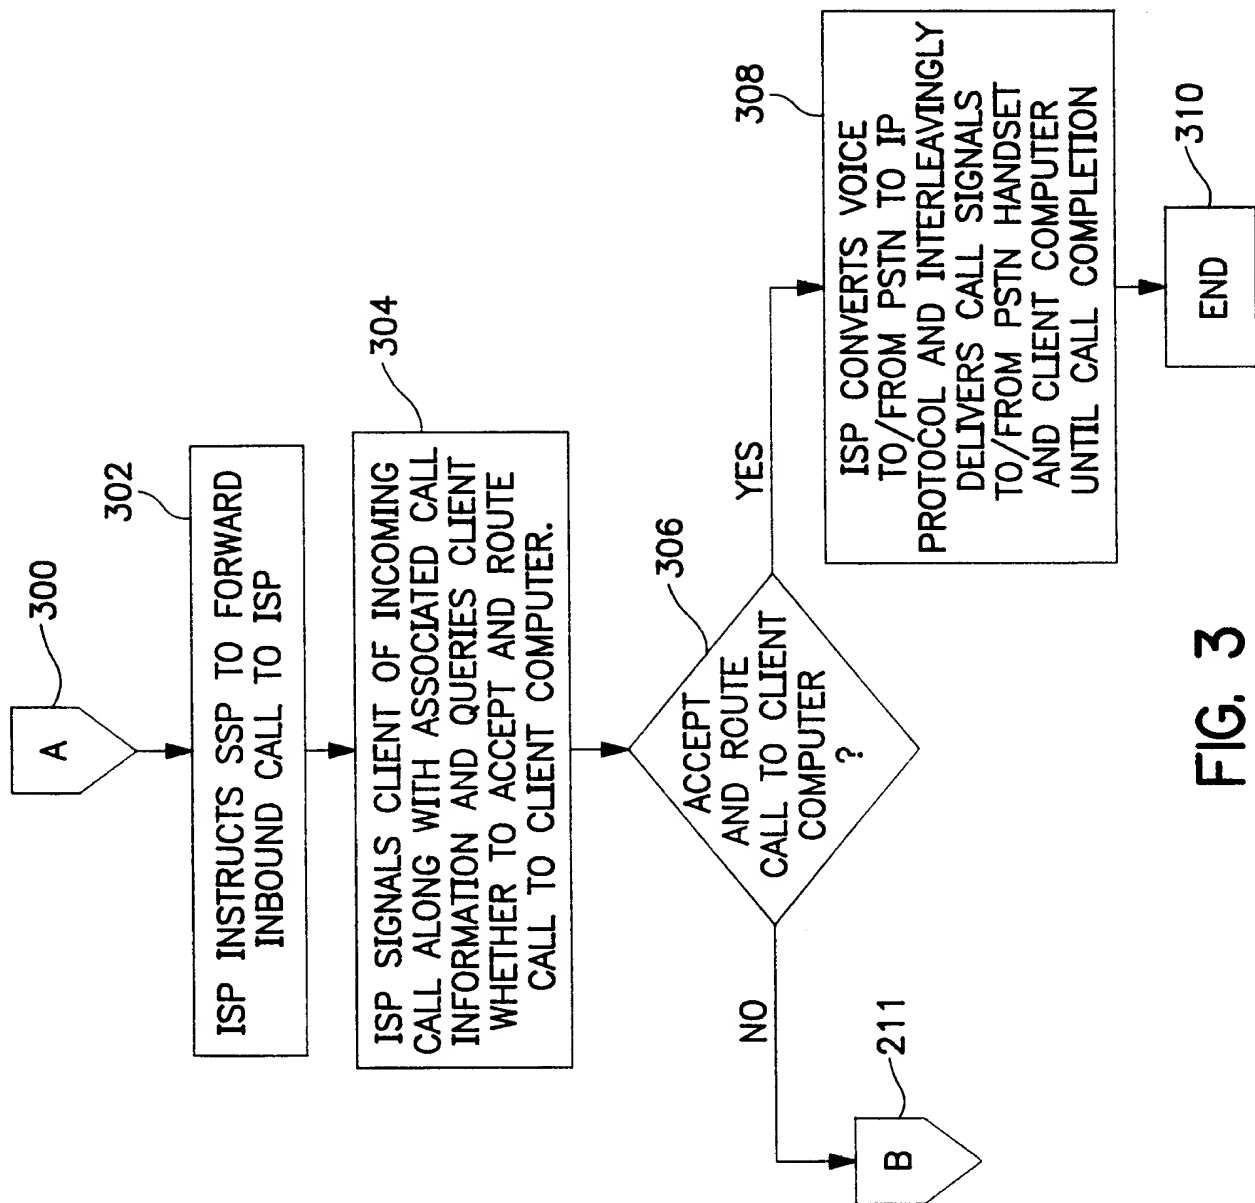 A
300
302
ISP INSTRUCTS SSP TO FORWARD
INBOUND CALL TO ISP
304
ISP SIGNALS CLIENT OF INCOMING
CALL ALONG WITH ASSOCIATED CALL
INFORMATION AND QUERIES CLIENT
WHETHER TO ACCEPT AND ROUTE
CALL TO CLIENT COMPUTER.
306
ACCEPT
AND ROUTE
CALL TO CLIENT
COMPUTER
?
NO
YES
B
211
308
ISP CONVERTS VOICE
TO/FROM PSTN TO IP
PROTOCOL AND INTERLEAVINGLY
DELIVERS CALL SIGNALS
TO/FROM PSTN HANDSET
AND CLIENT COMPUTER
UNTIL CALL COMPLETION
310
END
FIG. 3